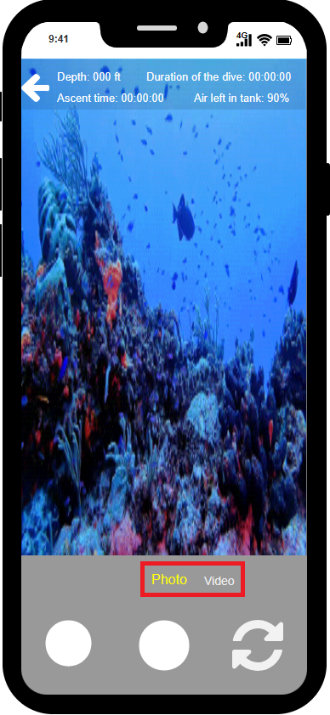 9:41
4G
Depth: 000 ft Duration of the dive: 00:00:00
Ascent time: 00:00:00 Air left in tank: 90%
Photo Video